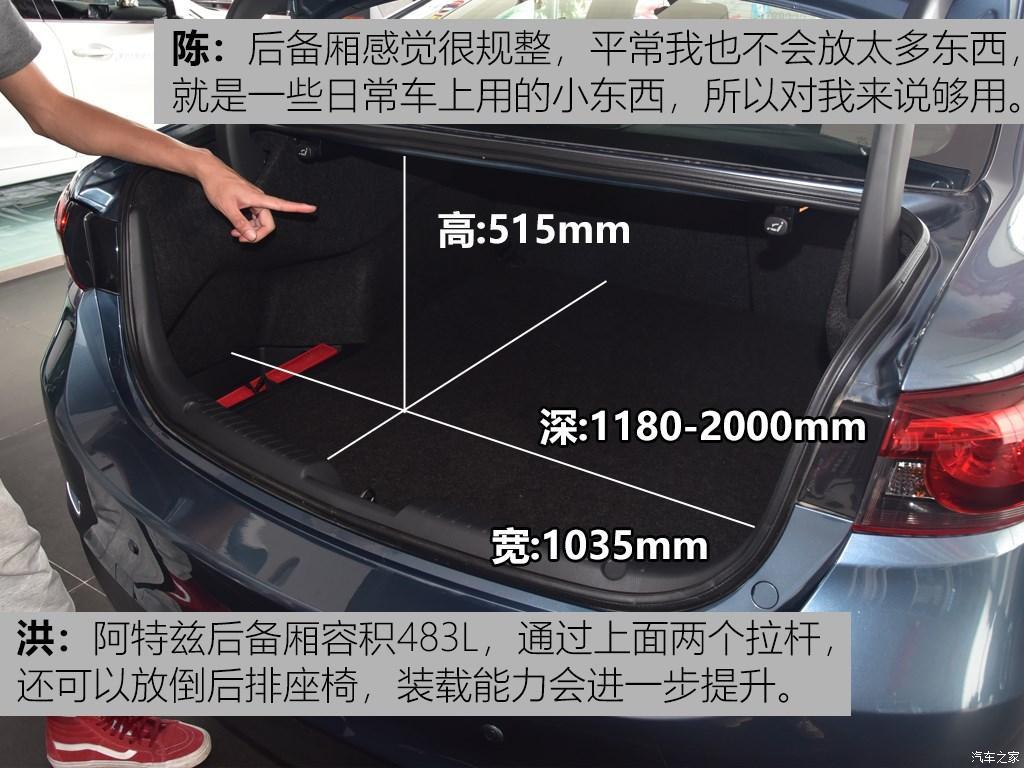 陈：后备厢感觉很规整，平常我也不会放太多东西，
就是一些日常车上用的小东西，所以对我来说够用。
高:515mm
深:1180-2000mm
宽:1035mm
洪：阿特兹后备厢容积483L，通过上面两个拉杆，
还可以放倒后排座椅，装载能力会进一步提升。
汽车之家